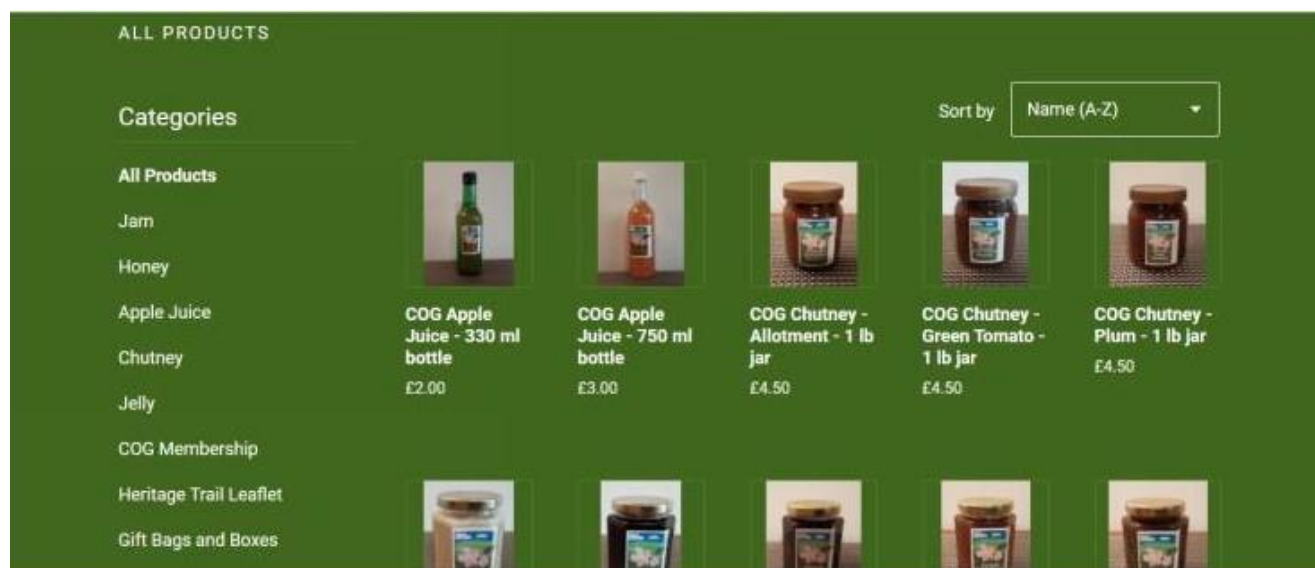 ALL PRODUCTS
Categories
Sort by
Name (A-Z)
All Products
Jam
Honey
Apple Juice
Chutney
Jelly
COG Membership
Heritage Trail Leaflet
Gift Bags and Boxes
COG Apple
Juice - 330 ml
bottle
£2.00
COG Apple
Juice - 750 ml
bottle
£3.00
COG Chutney -
Allotment - 1 lb
jar
£4.50
COG Chutney -
Green Tomato -
1 lb jar
£4.50
COG Chutney -
Plum - 1 lb jar
£4.50